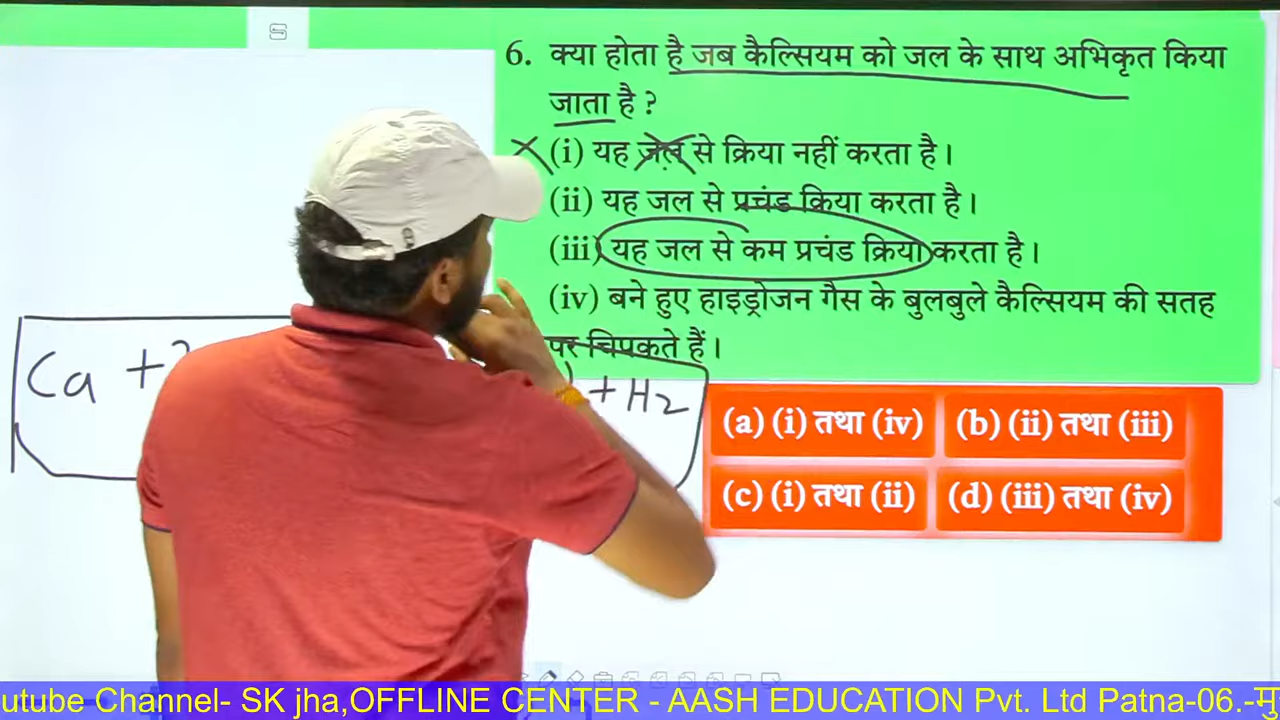 6. क्या होता है जब कैल्सियम को जल के साथ अभिकृत किया
जाता है ?
(i) यह जल से क्रिया नहीं करता है।
(ii) यह जल से प्रचंड क्रिया करता है।
(iii) यह जल से कम प्रचंड क्रिया करता है।
(iv) बने हुए हाइड्रोजन गैस के बुलबुले कैल्सियम की सतह
पर चिपकते हैं।
Ca +
+ H2
(a) (i) तथा (iv) (b) (ii) तथा (iii)
(c) (i) तथा (ii) (d) (iii) तथा (iv)
utube Channel- SK jha,OFFLINE CENTER - AASH EDUCATION Pvt. Ltd Patna-06.-